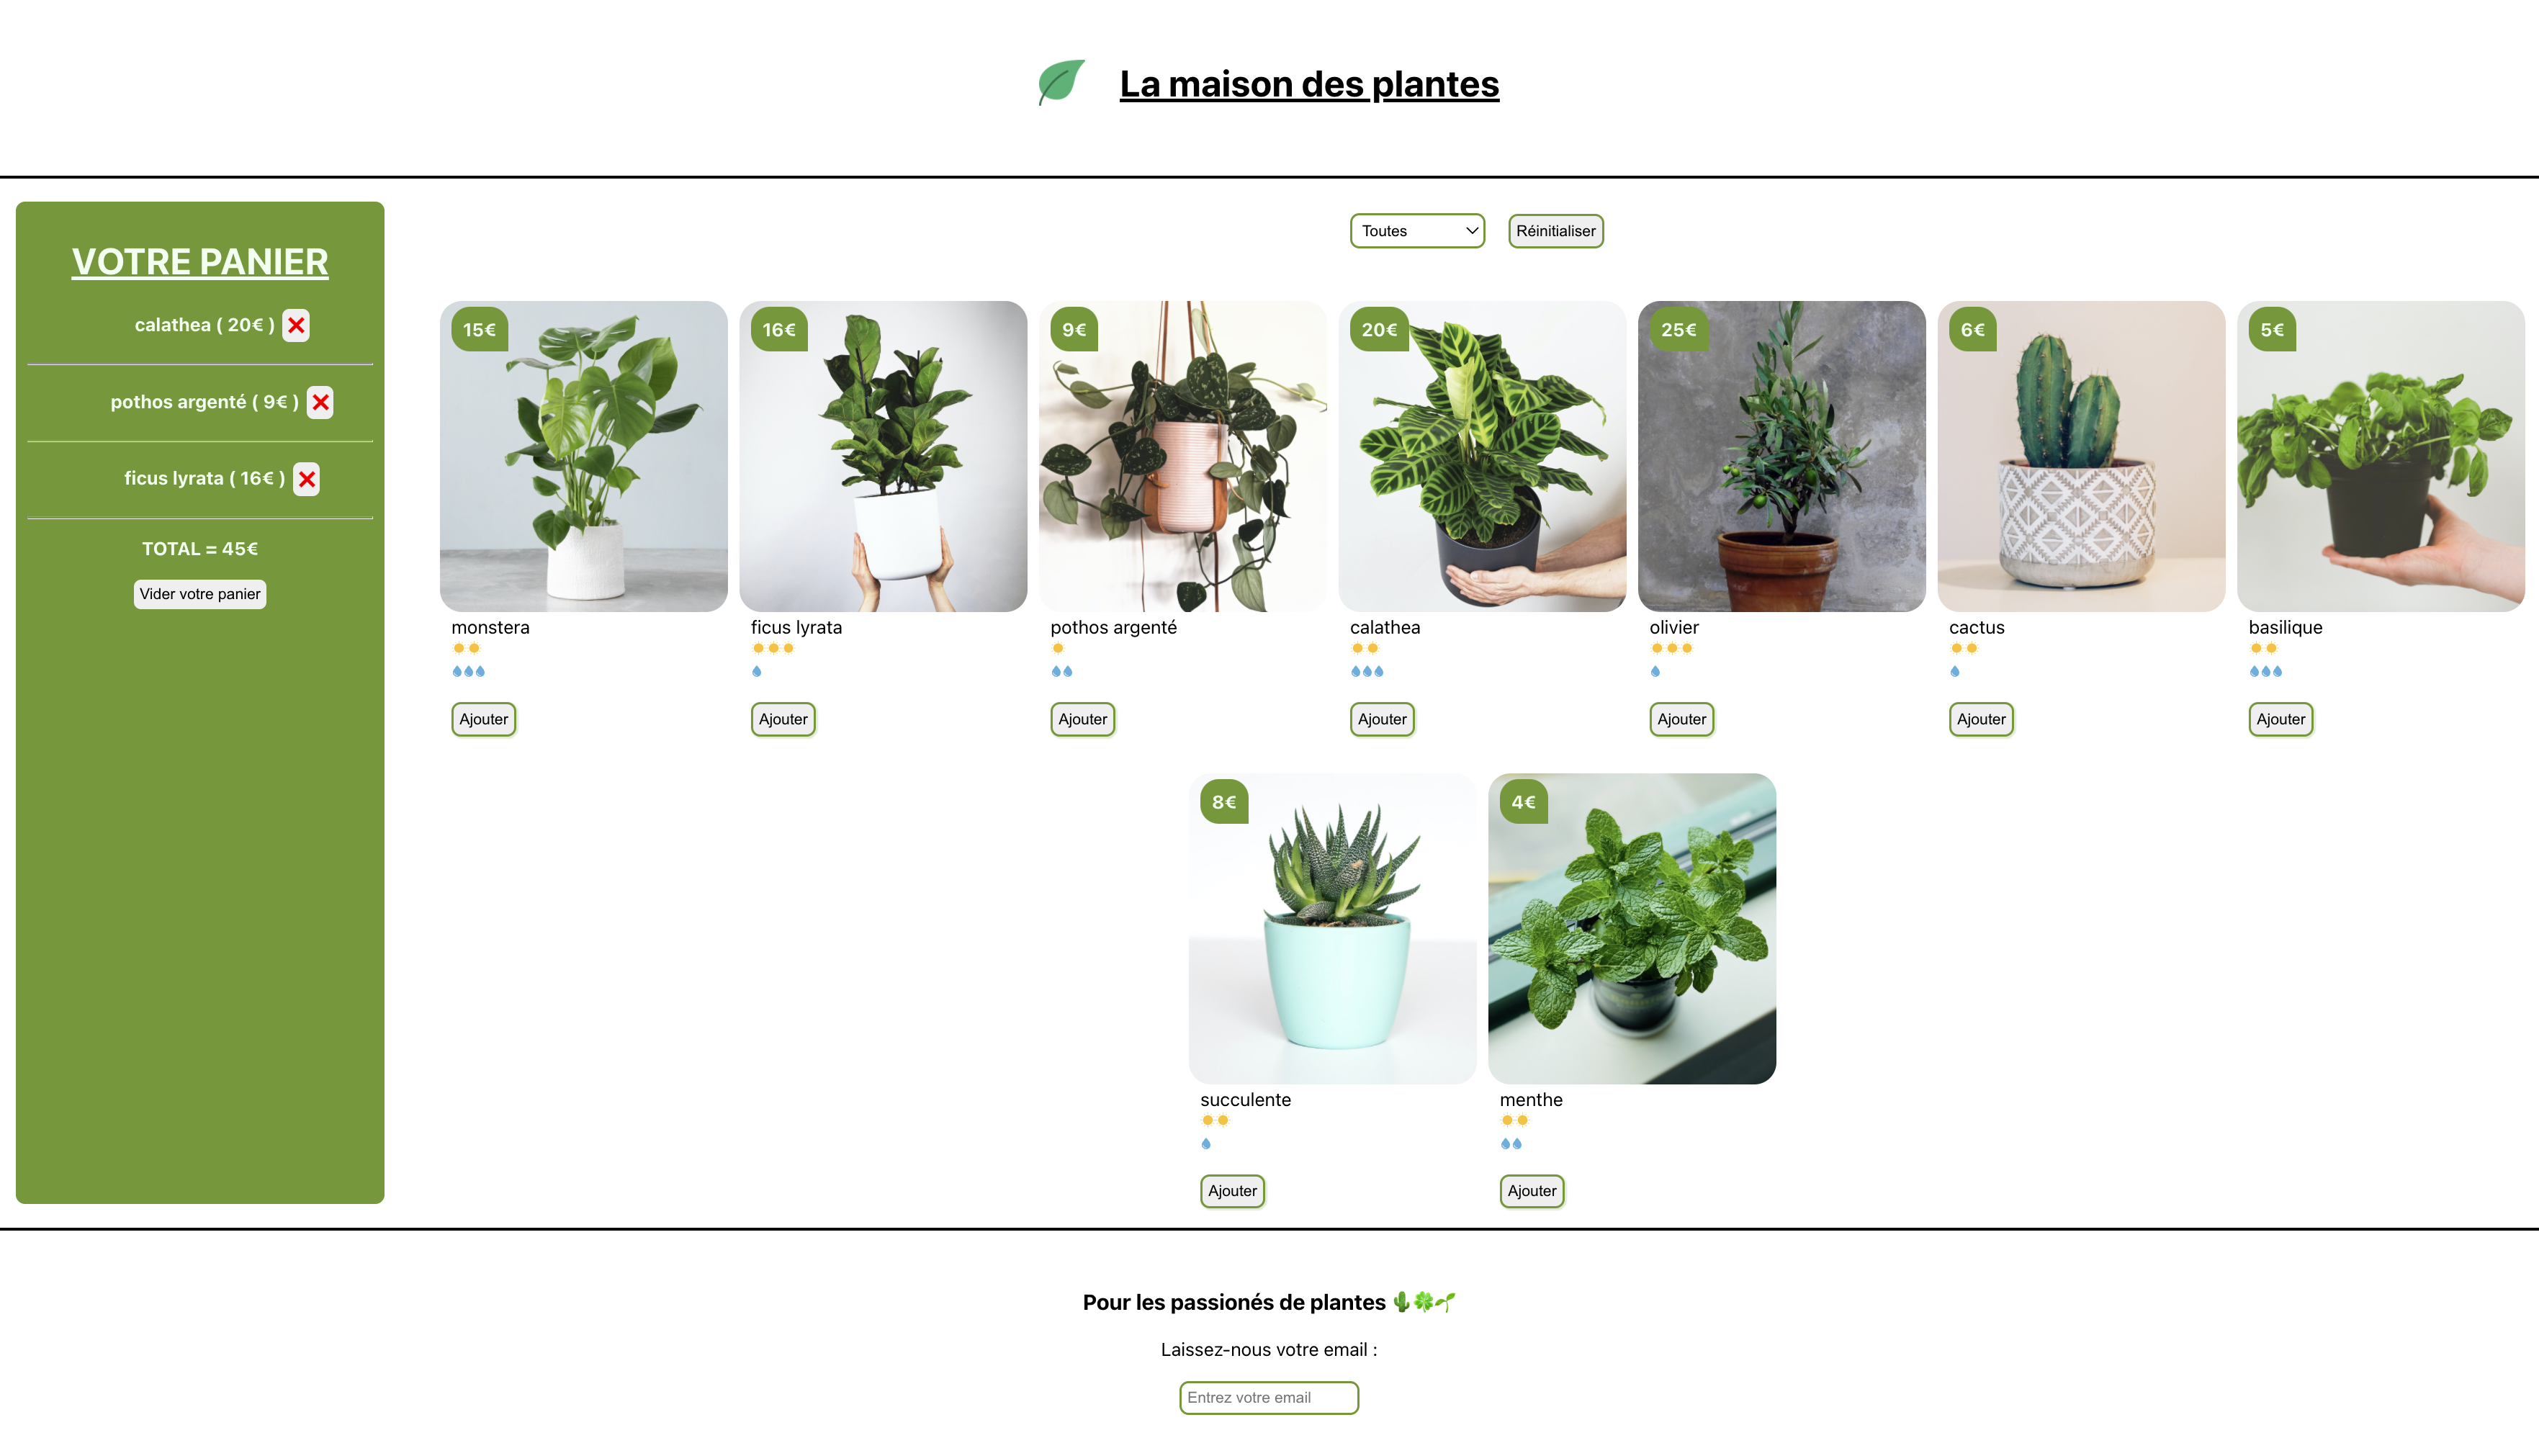 La maison des plantes
VOTRE PANIER
calathea ( 20€ ) ❌
pothos argenté ( 9€ ) ❌
ficus lyrata ( 16€ ) ❌
TOTAL = 45€
Vider votre panier
Toutes Réinitialiser
15€ 16€ 9€ 20€ 25€ 6€ 5€
monstera ficus lyrata pothos argenté calathea olivier cactus basilique
Ajouter Ajouter Ajouter Ajouter Ajouter Ajouter Ajouter
8€ 4€
succulente menthe
Ajouter Ajouter
Pour les passionés de plantes 🌵🍀🌱
Laissez-nous votre email :
Entrez votre email